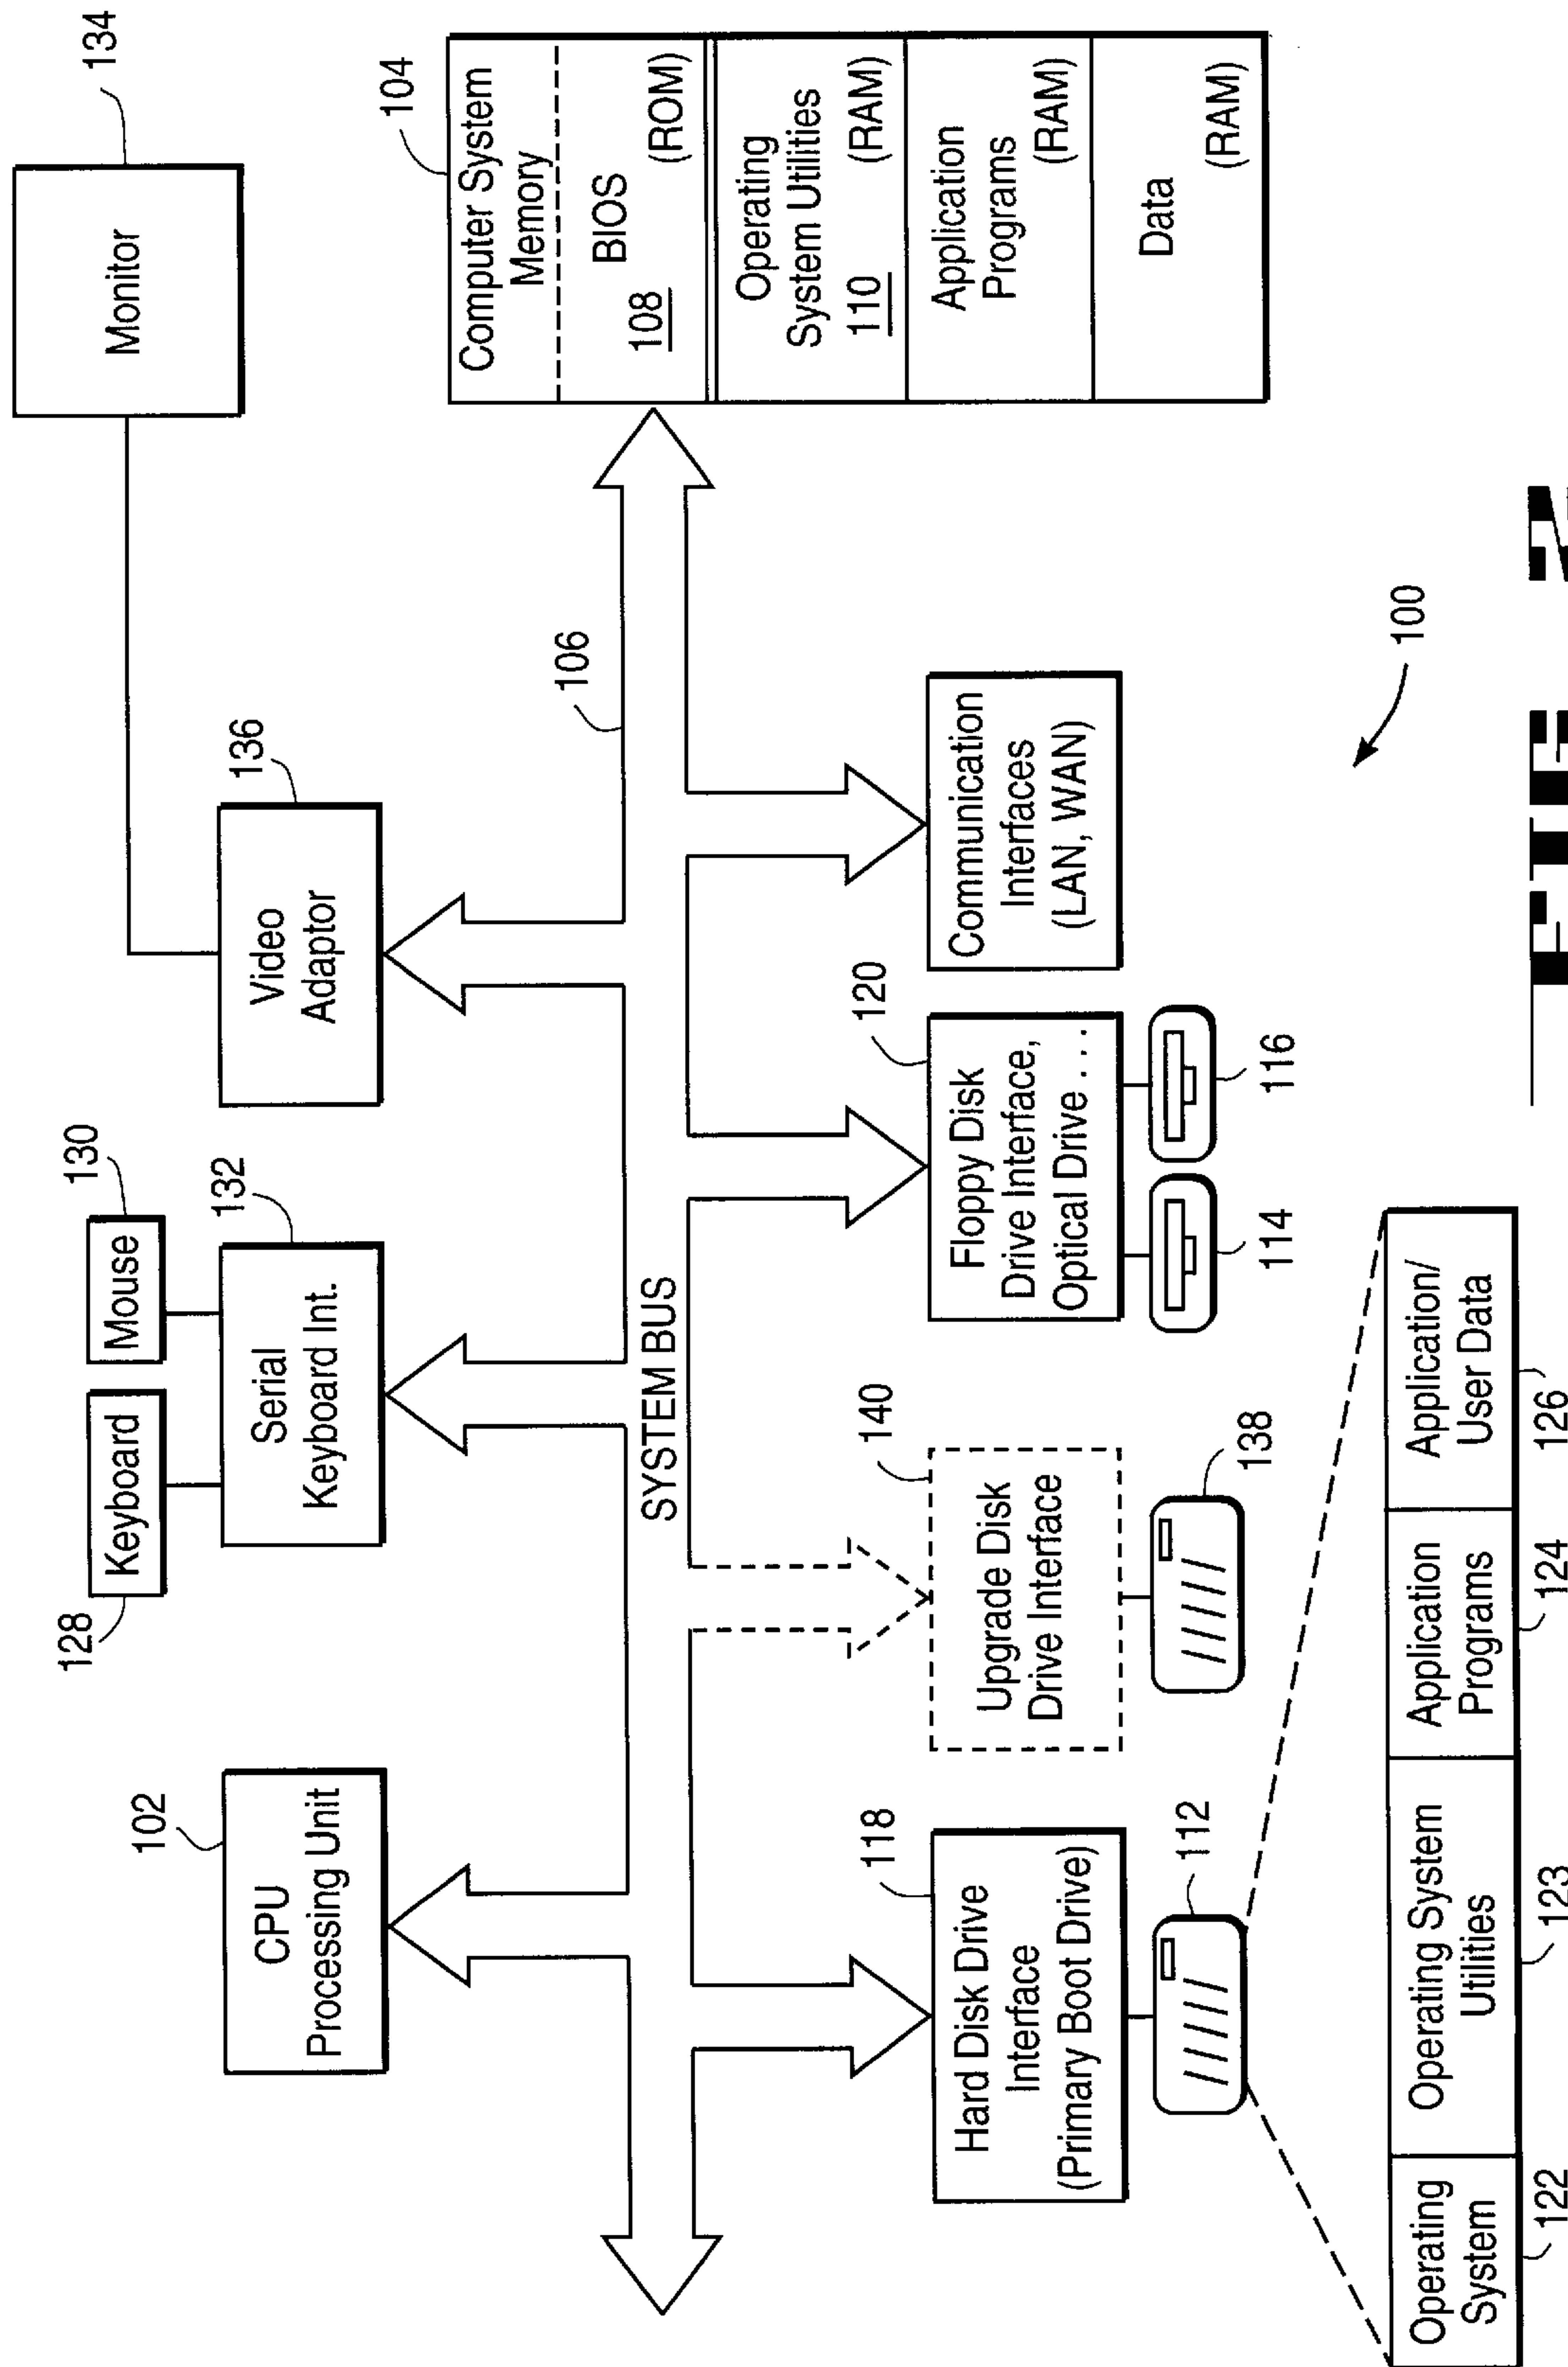 134
Monitor
136
Video
Adaptor
130
Mouse
132
Serial
Keyboard Int.
Keyboard
128
102
CPU
Processing Unit
104
Computer System
Memory
BIOS
108
(ROM)
Operating
System Utilities
110
(RAM)
Application
Programs
(RAM)
Data
(RAM)
106
SYSTEM BUS
118
Hard Disk Drive
Interface
(Primary Boot Drive)
112
140
Upgrade Disk
Drive Interface
138
120
Floppy Disk
Drive Interface,
Optical Drive . . .
114
116
Communication
Interfaces
(LAN, WAN)
100
Operating
System
122
Operating System
Utilities
123
Application
Programs
124
Application/
User Data
126